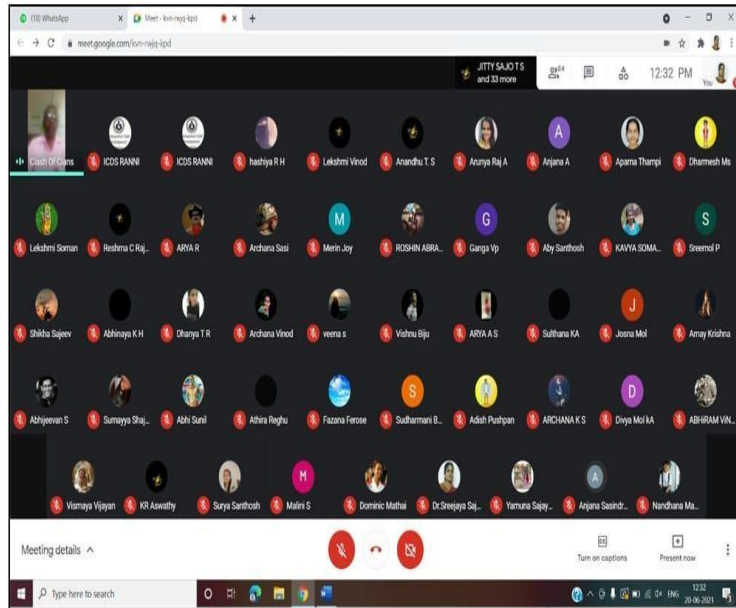 (18) WhatsApp
Meet - kvn-rwjq-kpd
meet.google.com/kvn-rwjq-kpd
JITTY SAJO T S
and 33 more
84
12:32 PM
You
Clash Of Clans
ICDS RANNI
ICDS RANNI
hashiya R H
Lekshmi Vinod
Anandhu T. S
Arunya Raj A
A
Anjana A
Aparna Thampi
Dharmesh Ms
Lekshmi Soman
Reshma C Raj...
ARYA R
Archana Sasi
M
Merin Joy
ROSHIN ABRA...
G
Ganga Vp
Aby Santhosh
KAVYA SOMA...
S
Sreemol P
Shikha Sajeev
Abhinaya K H
Dhanya T R
Archana Vinod
veena s
Vishnu Biju
ARYA A S
Sulthana KA
J
Josna Mol
Arnay Krishna
Abhijeevan S
Sumayya Shaj...
Abhi Sunil
Athira Reghu
Fazana Ferose
S
Sudharmani B...
Adish Pushpan
ARCHANA K S
D
Divya Mol kA
ABHiRAM ViN...
Vismaya Vijayan
KR Aswathy
Surya Santhosh
M
Malini S
Dominic Mathai
Dr.Sreejaya Saj...
Yamuna Sajay...
A
Anjana Sasindr...
Nandhana Ma...
Meeting details
Turn on captions
Present now
Type here to search
ENG
12:32
20-06-2021